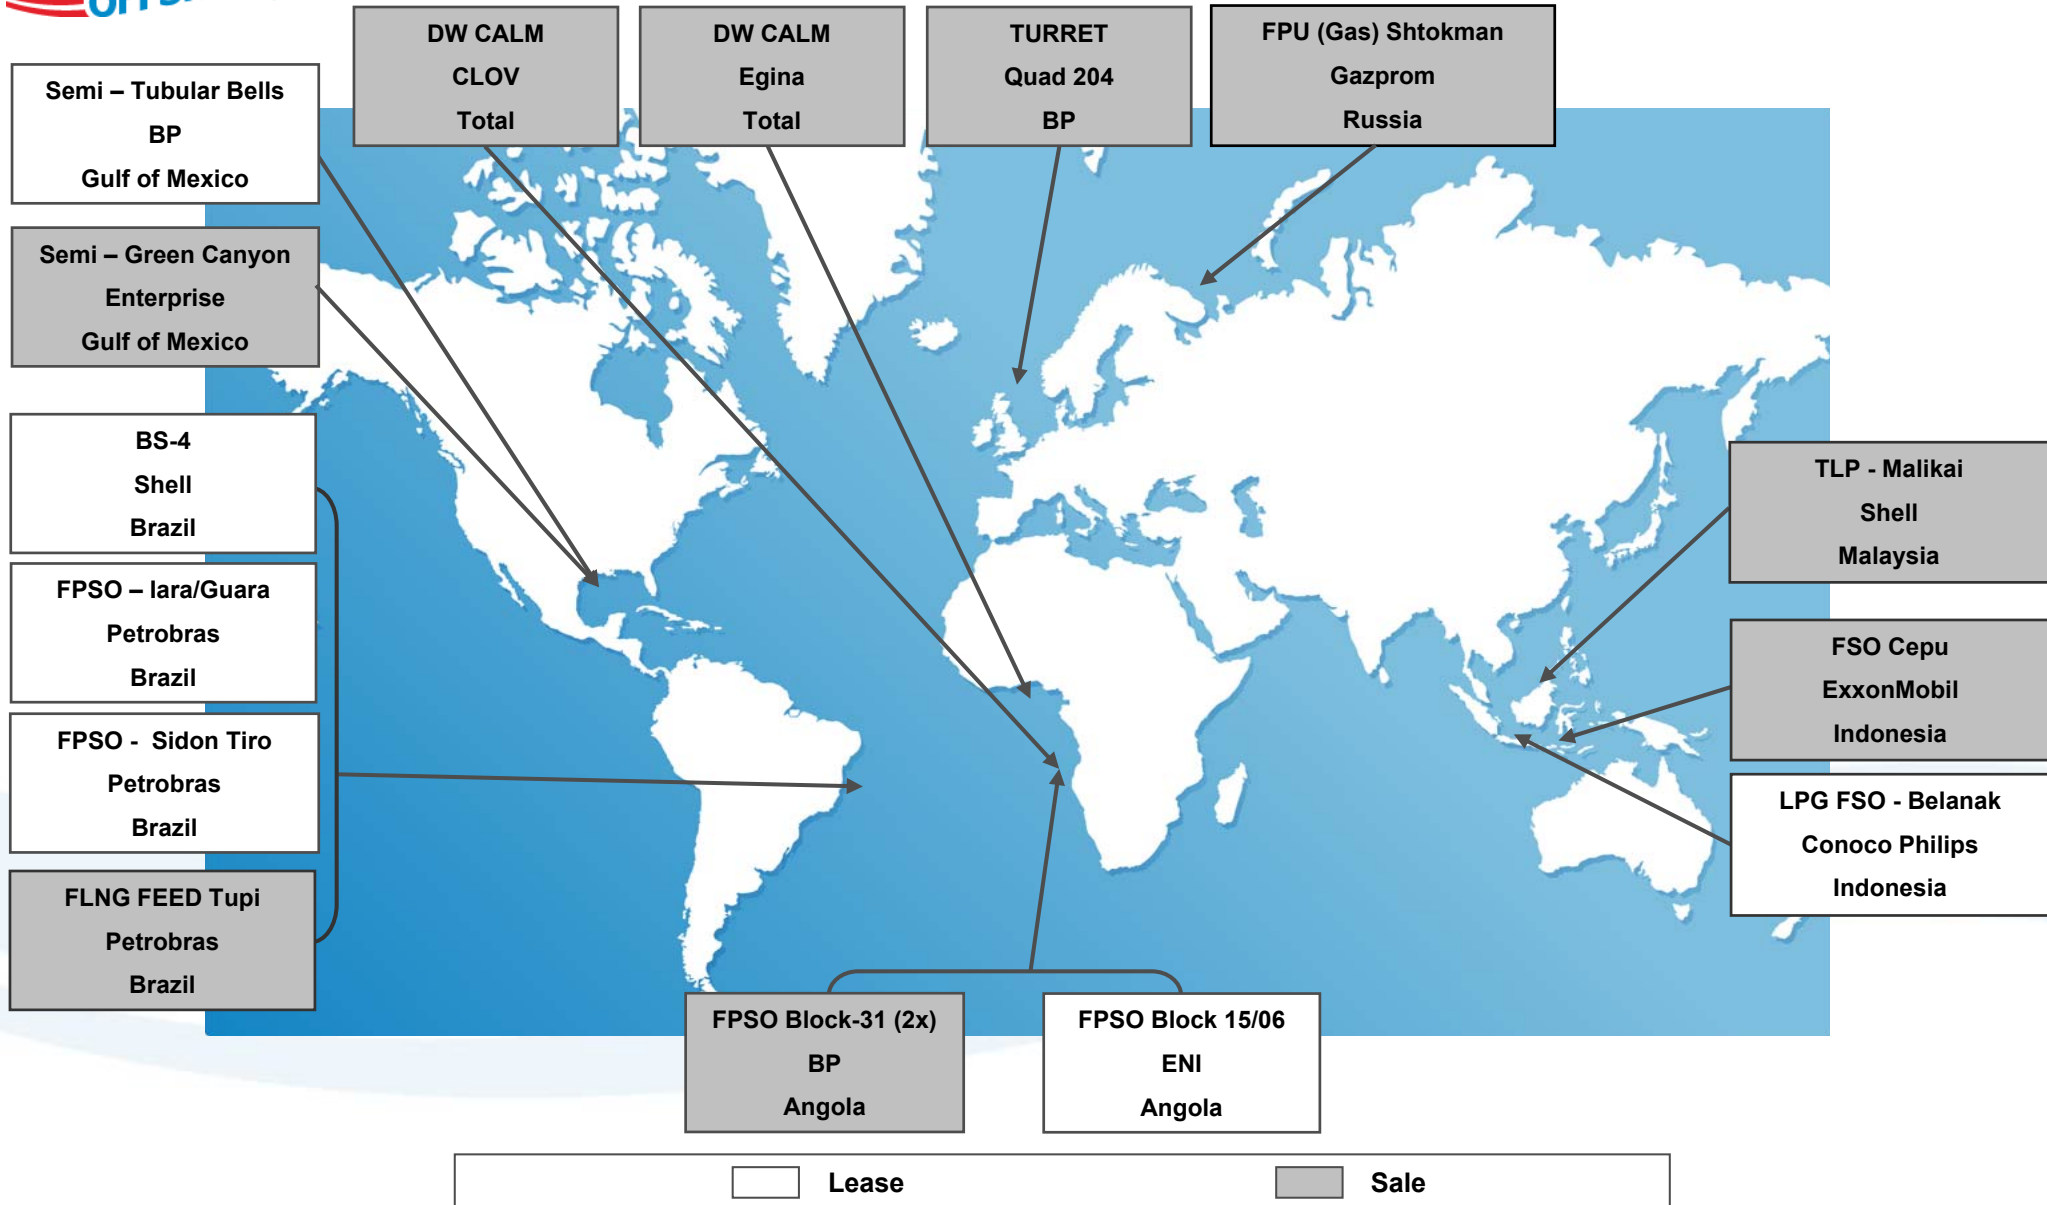 DW CALM
CLOV
Total
DW CALM
Egina
Total
TURRET
Quad 204
BP
FPU (Gas) Shtokman
Gazprom
Russia
Semi – Tubular Bells
BP
Gulf of Mexico
Semi – Green Canyon
Enterprise
Gulf of Mexico
BS-4
Shell
Brazil
FPSO – Iara/Guara
Petrobras
Brazil
FPSO - Sidon Tiro
Petrobras
Brazil
FLNG FEED Tupi
Petrobras
Brazil
TLP - Malikai
Shell
Malaysia
FSO Cepu
ExxonMobil
Indonesia
LPG FSO - Belanak
Conoco Philips
Indonesia
FPSO Block-31 (2x)
BP
Angola
FPSO Block 15/06
ENI
Angola
Lease
Sale